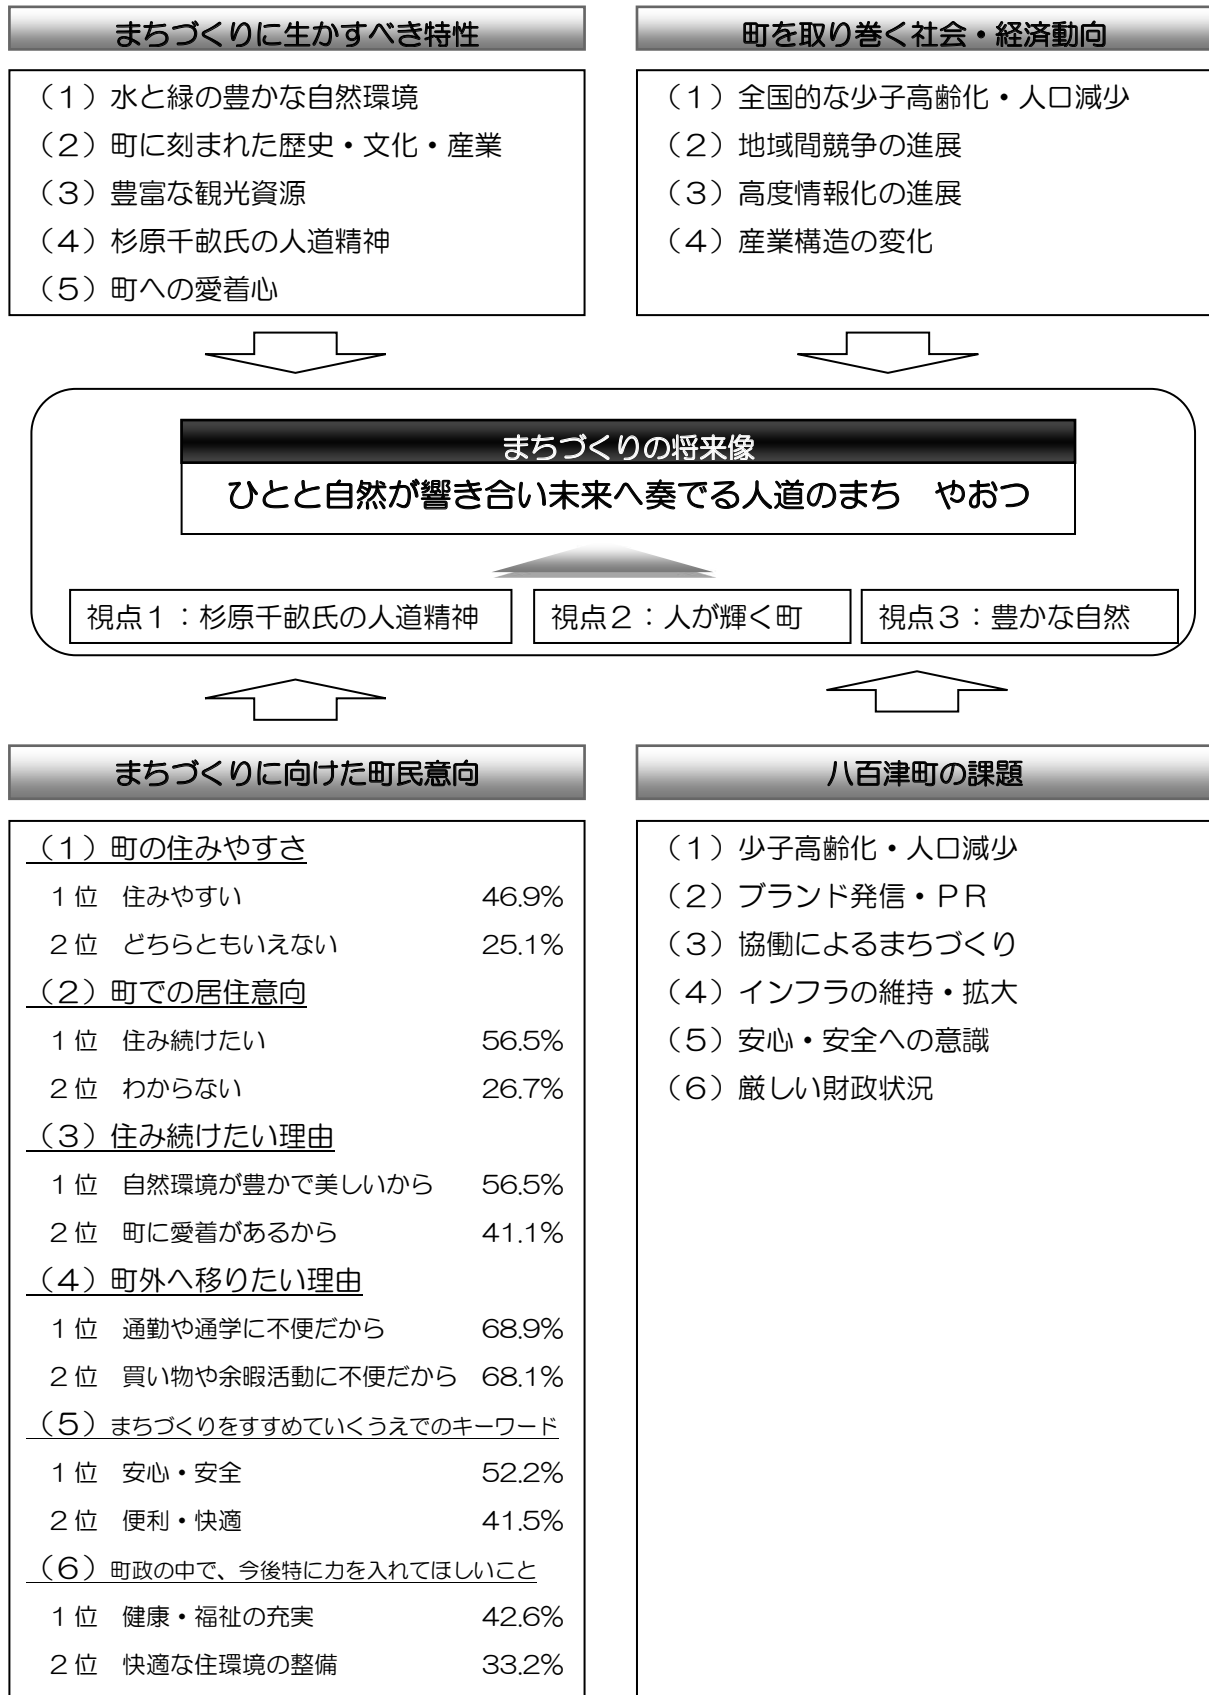 まちづくりに生かすべき特性
（１）水と緑の豊かな自然環境
（２）町に刻まれた歴史・文化・産業
（３）豊富な観光資源
（４）杉原千畝氏の人道精神
（５）町への愛着心
町を取り巻く社会・経済動向
（１）全国的な少子高齢化・人口減少
（２）地域間競争の進展
（３）高度情報化の進展
（４）産業構造の変化
まちづくりの将来像
ひとと自然が響き合い未来へ奏でる人道のまち　やおつ
視点１：杉原千畝氏の人道精神
視点２：人が輝く町
視点３：豊かな自然
まちづくりに向けた町民意向
（１）町の住みやすさ
１位　住みやすい　46.9%
２位　どちらともいえない　25.1%
（２）町での居住意向
１位　住み続けたい　56.5%
２位　わからない　26.7%
（３）住み続けたい理由
１位　自然環境が豊かで美しいから　56.5%
２位　町に愛着があるから　41.1%
（４）町外へ移りたい理由
１位　通勤や通学に不便だから　68.9%
２位　買い物や余暇活動に不便だから　68.1%
（５）まちづくりをすすめていくうえでのキーワード
１位　安心・安全　52.2%
２位　便利・快適　41.5%
（６）町政の中で、今後特に力を入れてほしいこと
１位　健康・福祉の充実　42.6%
２位　快適な住環境の整備　33.2%
八百津町の課題
（１）少子高齢化・人口減少
（２）ブランド発信・ＰＲ
（３）協働によるまちづくり
（４）インフラの維持・拡大
（５）安心・安全への意識
（６）厳しい財政状況